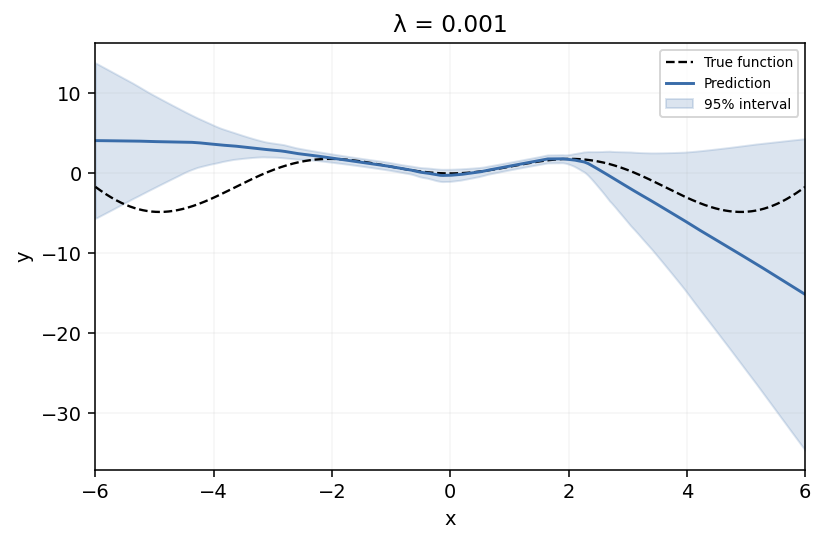 λ = 0.001
True function
Prediction
95% interval
10
0
−10
−20
−30
y
−6
−4
−2
0
2
4
6
x